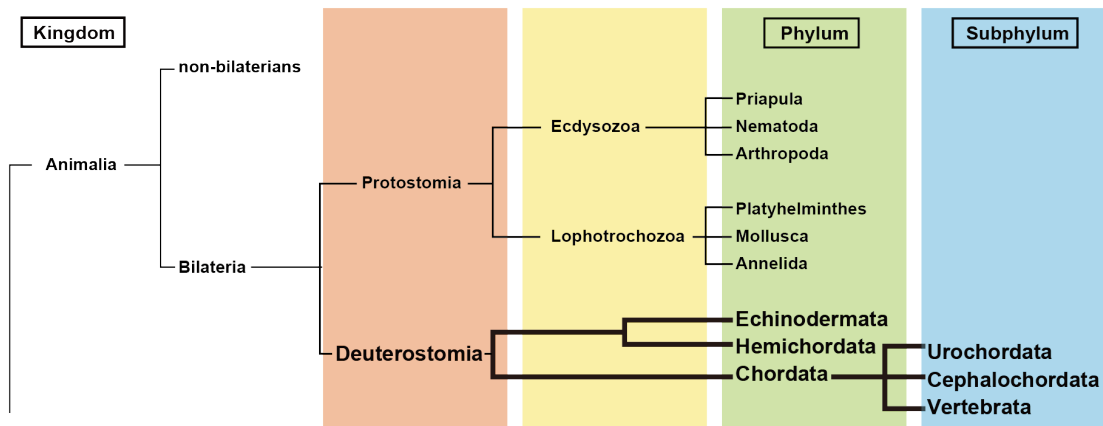 Kingdom
Phylum
Subphylum
non-bilaterians
Animalia
Bilateria
Protostomia
Deuterostomia
Ecdysozoa
Lophotrochozoa
Priapula
Nematoda
Arthropoda
Platyhelminthes
Mollusca
Annelida
Echinodermata
Hemichordata
Chordata
Urochordata
Cephalochordata
Vertebrata